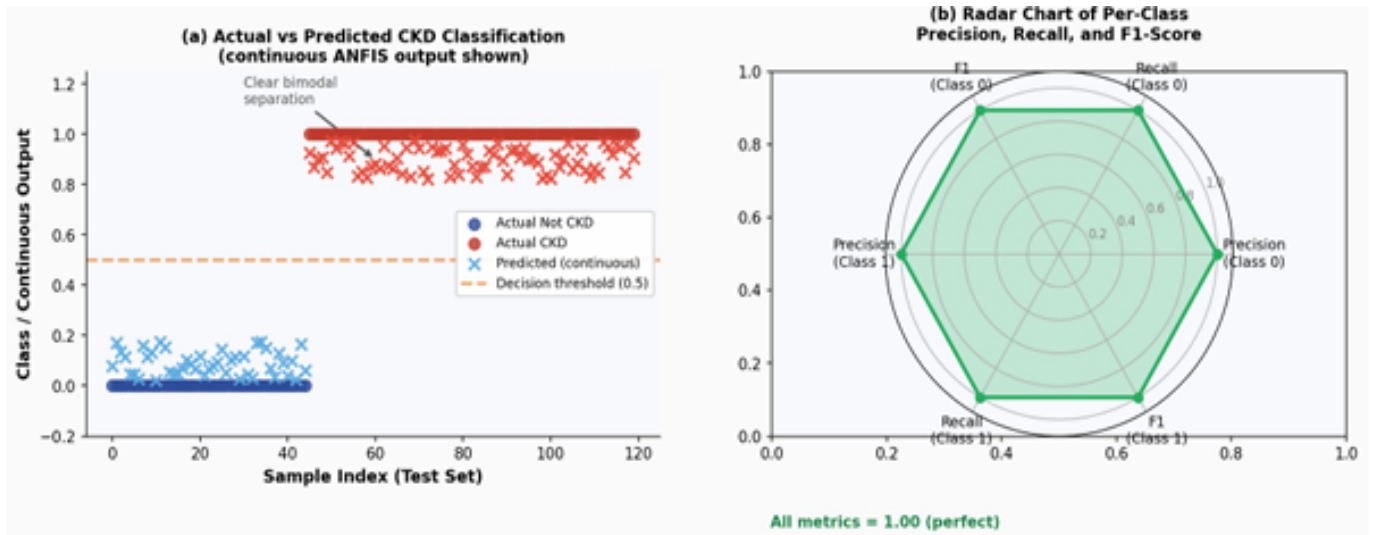 (a) Actual vs Predicted CKD Classification
(continuous ANFIS output shown)
Clear bimodal
separation
Class / Continuous Output
1.2
1.0
0.8
0.6
0.4
0.2
0.0
−0.2
Actual Not CKD
Actual CKD
Predicted (continuous)
Decision threshold (0.5)
0
20
40
60
80
100
120
Sample Index (Test Set)
(b) Radar Chart of Per-Class
Precision, Recall, and F1-Score
1.0
0.8
0.6
0.4
0.2
0.0
F1
(Class 0)
Recall
(Class 0)
Precision
(Class 1)
Precision
(Class 0)
Recall
(Class 1)
F1
(Class 1)
0.2
0.4
0.6
0.8
1.0
0.0
0.2
0.4
0.6
0.8
1.0
All metrics = 1.00 (perfect)